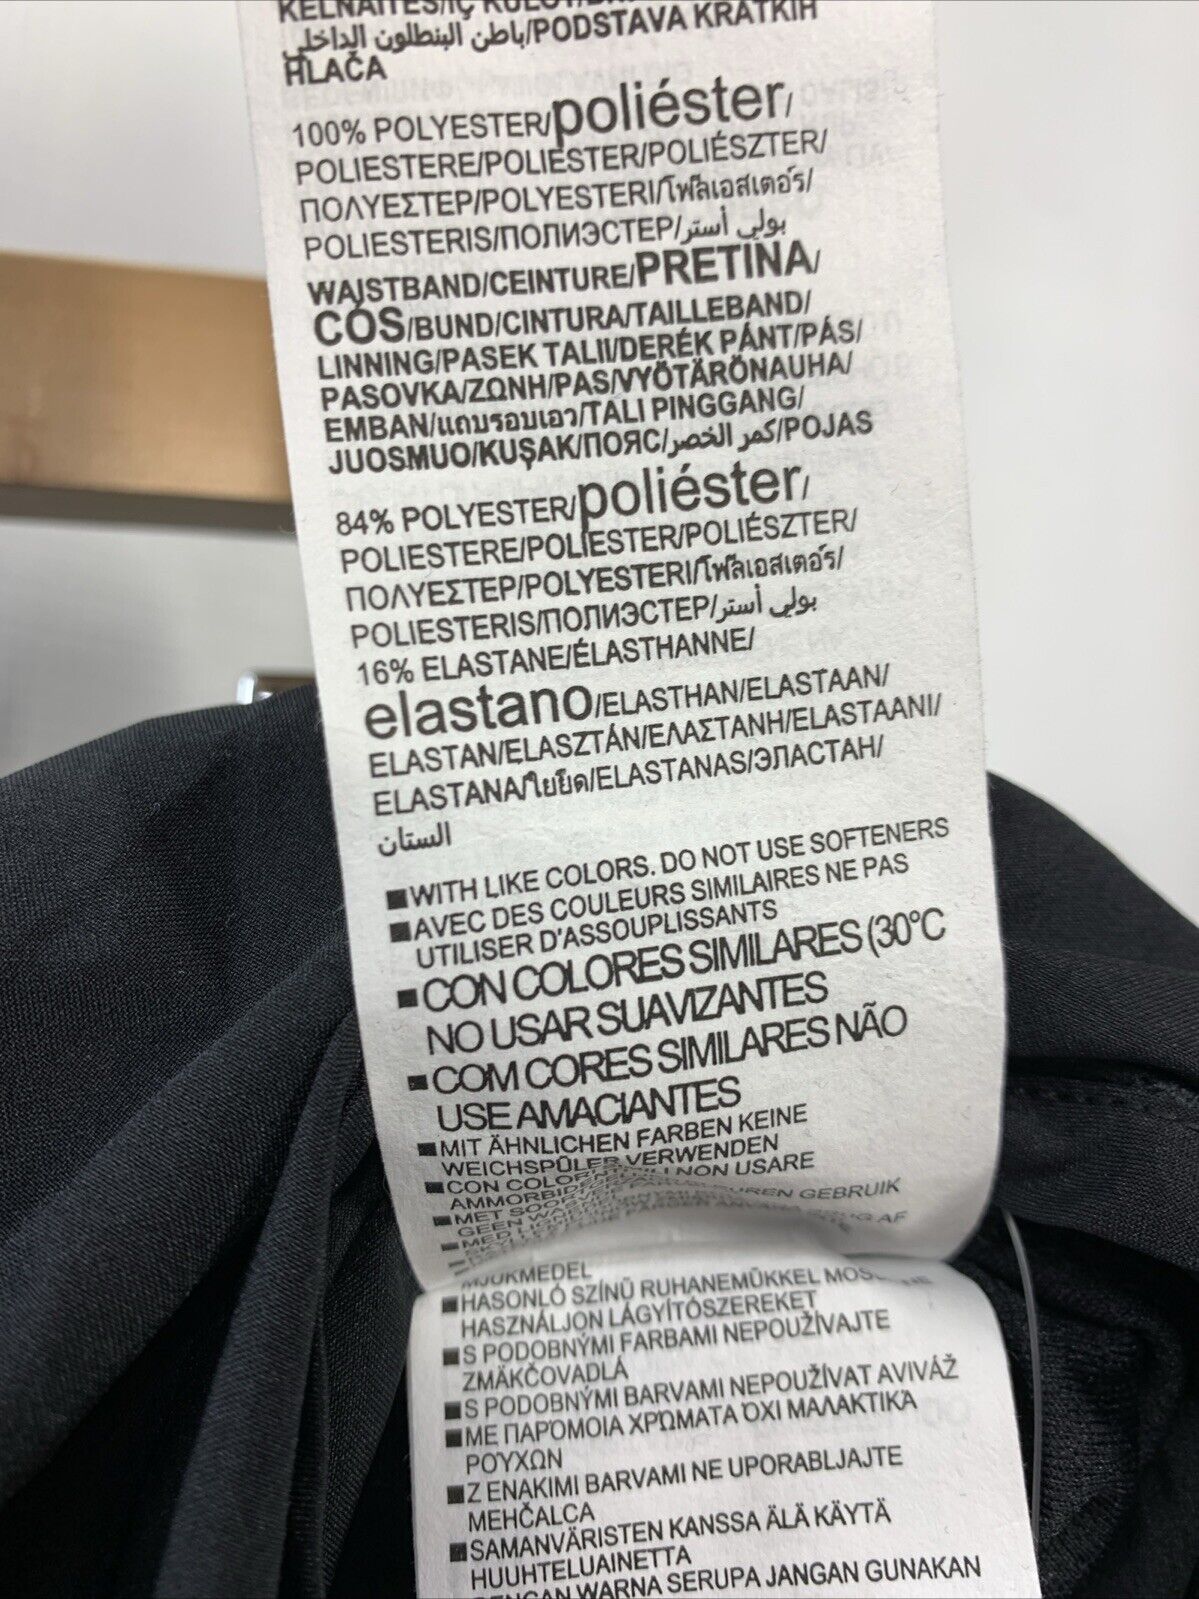 باطن البنطلون الداخلي/PODSTAVA KRATKIH
HLAČA
100% POLYESTER/poliéster/
POLIESTERE/POLIESTER/POLIÉSZTER/
ΠΟΛΥΕΣΤΕΡ/POLYESTERI/โพลีเอสเตอร์/
POLIESTERIS/ПОЛИЭСТЕР/بولي أستر
WAISTBAND/CEINTURE/PRETINA/
CÓS/BUND/CINTURA/TAILLEBAND/
LINNING/PASEK TALII/DERÉK PÁNT/PÁS/
PASOVKA/ΖΩΝΗ/PAS/VYÖTÄRÖNAUHA/
EMBAN/แถบรอบเอว/TALI PINGGANG/
JUOSMUO/KUŞAK/ПОЯС/كمر الخصر/POJAS
84% POLYESTER/poliéster/
POLIESTERE/POLIESTER/POLIÉSZTER/
ΠΟΛΥΕΣΤΕΡ/POLYESTERI/โพลีเอสเตอร์/
POLIESTERIS/ПОЛИЭСТЕР/بولي أستر
16% ELASTANE/ÉLASTHANNE/
elastano/ELASTHAN/ELASTAAN/
ELASTAN/ELASZTÁN/ΕΛΑΣΤΑΝΗ/ELASTAANI/
ELASTANA/ใยยืด/ELASTANAS/ЭЛАСТАН/
الستان
■WITH LIKE COLORS. DO NOT USE SOFTENERS
■AVEC DES COULEURS SIMILAIRES NE PAS
UTILISER D'ASSOUPLISSANTS
■CON COLORES SIMILARES (30°C
NO USAR SUAVIZANTES
■COM CORES SIMILARES NÃO
USE AMACIANTES
■MIT ÄHNLICHEN FARBEN KEINE
WEICHSPÜLER VERWENDEN
■CON COLORI NON USARE
GEBRUIK
MJUKMEDEL
■HASONLÓ SZÍNŰ RUHANEMŰKKEL
HASZNÁLJON LÁGYÍTÓSZEREKET
■S PODOBNÝMI FARBAMI NEPOUŽÍVAJTE
ZMÄKČOVADLÁ
■S PODOBNÝMI BARVAMI NEPOUŽÍVAT AVIVÁŽ
■ΜΕ ΠΑΡΌΜΟΙΑ ΧΡΏΜΑΤΑ ΌΧΙ ΜΑΛΑΚΤΙΚΆ
ΡΟΎΧΩΝ
■Z ENAKIMI BARVAMI NE UPORABLJAJTE
MEHČALCA
■SAMANVÄRISTEN KANSSA ÄLÄ KÄYTÄ
HUUHTELUAINETTA
DENGAN WARNA SERUPA JANGAN GUNAKAN